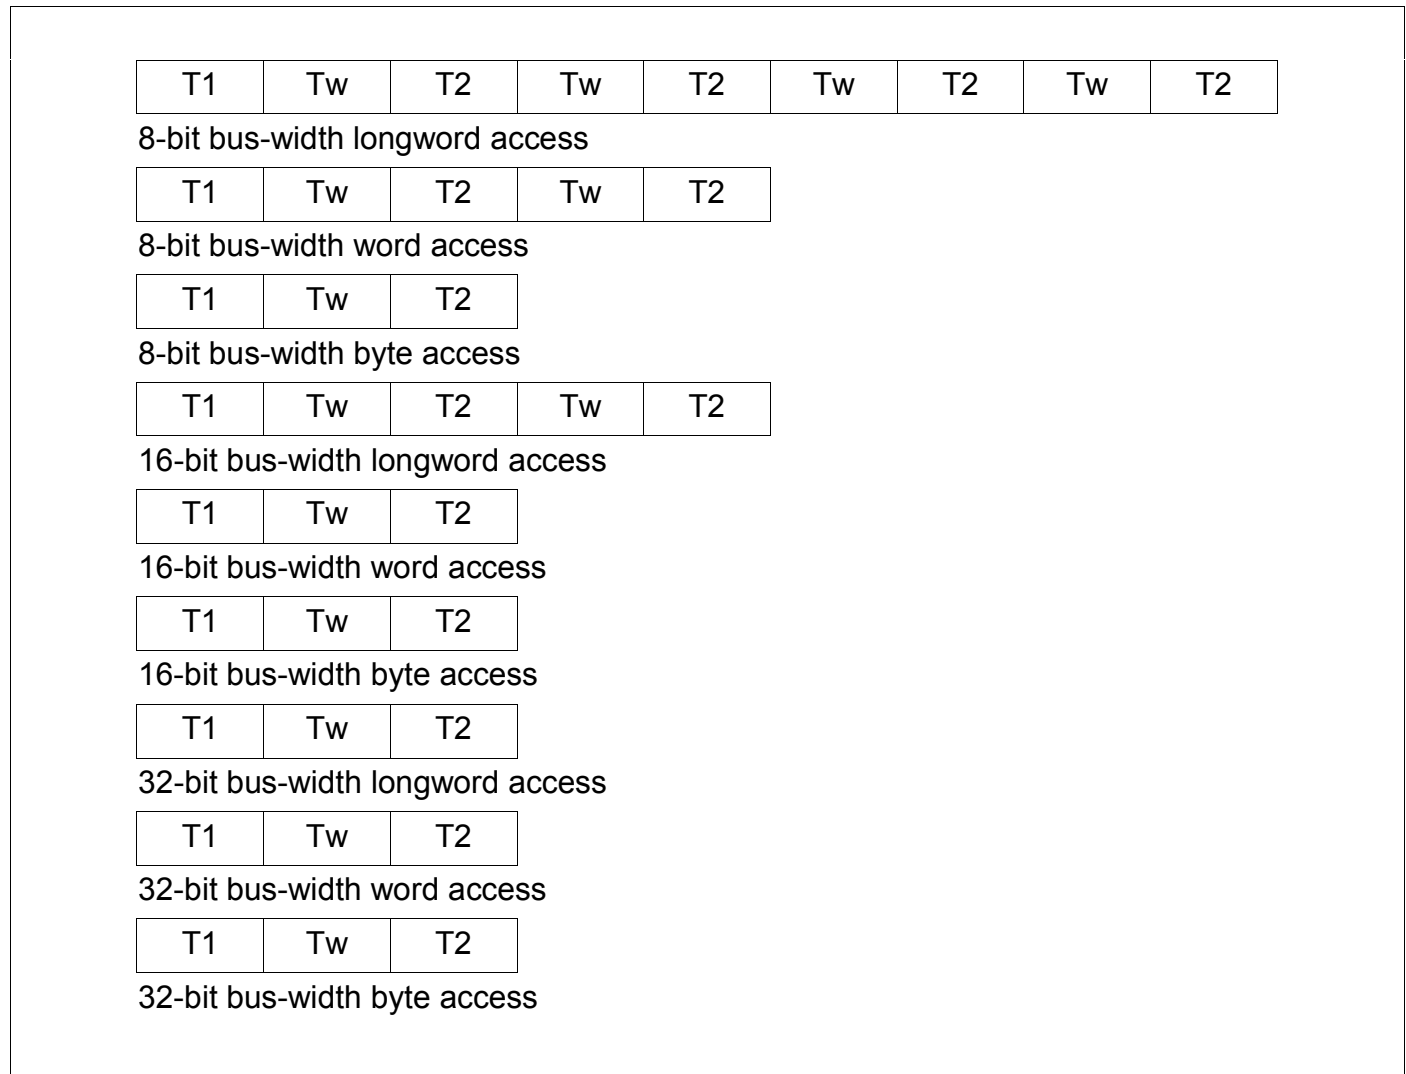 T1 Tw T2 Tw T2 Tw T2 Tw T2
8-bit bus-width longword access
T1 Tw T2 Tw T2
8-bit bus-width word access
T1 Tw T2
8-bit bus-width byte access
T1 Tw T2 Tw T2
16-bit bus-width longword access
T1 Tw T2
16-bit bus-width word access
T1 Tw T2
16-bit bus-width byte access
T1 Tw T2
32-bit bus-width longword access
T1 Tw T2
32-bit bus-width word access
T1 Tw T2
32-bit bus-width byte access